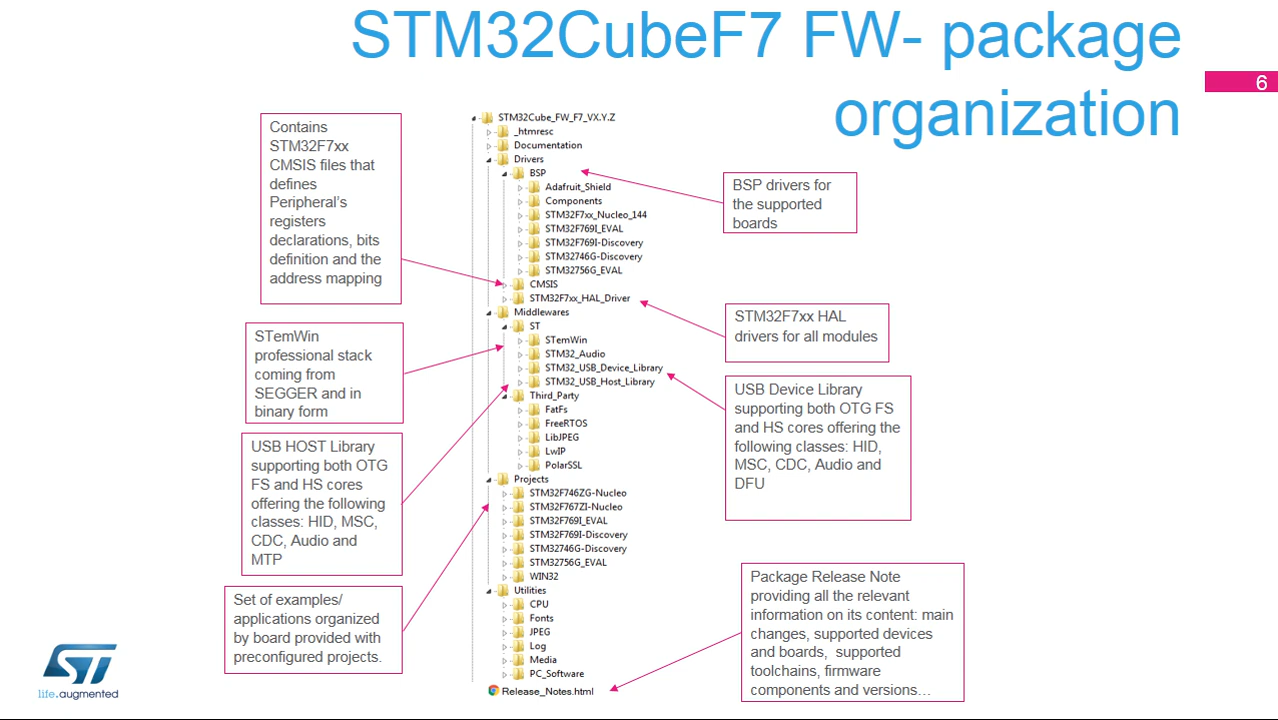 STM32CubeF7 FW- package
organization
6
Contains
STM32F7xx
CMSIS files that
defines
Peripheral's
registers
declarations, bits
definition and the
address mapping
STemWin
professional stack
coming from
SEGGER and in
binary form
USB HOST Library
supporting both OTG
FS and HS cores
offering the following
classes: HID, MSC,
CDC, Audio and
MTP
Set of examples/
applications organized
by board provided with
preconfigured projects.
STM32Cube_FW_F7_VX.Y.Z
_htmresc
Documentation
Drivers
BSP
Adafruit_Shield
Components
STM32F7xx_Nucleo_144
STM32F769I_EVAL
STM32F769I-Discovery
STM32746G-Discovery
STM32756G_EVAL
CMSIS
STM32F7xx_HAL_Driver
Middlewares
ST
STemWin
STM32_Audio
STM32_USB_Device_Library
STM32_USB_Host_Library
Third_Party
FatFs
FreeRTOS
LibJPEG
LwIP
PolarSSL
Projects
STM32F746ZG-Nucleo
STM32F767ZI-Nucleo
STM32F769I_EVAL
STM32F769I-Discovery
STM32746G-Discovery
STM32756G_EVAL
WIN32
Utilities
CPU
Fonts
JPEG
Log
Media
PC_Software
Release_Notes.html
BSP drivers for
the supported
boards
STM32F7xx HAL
drivers for all modules
USB Device Library
supporting both OTG FS
and HS cores offering the
following classes: HID,
MSC, CDC, Audio and
DFU
Package Release Note
providing all the relevant
information on its content: main
changes, supported devices
and boards, supported
toolchains, firmware
components and versions…
ST
life.augmented